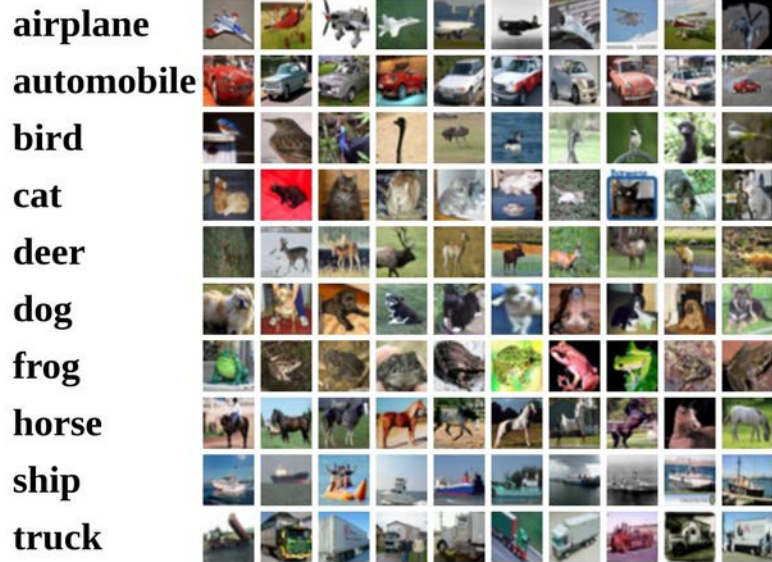 airplane
automobile
bird
cat
deer
dog
frog
horse
ship
truck